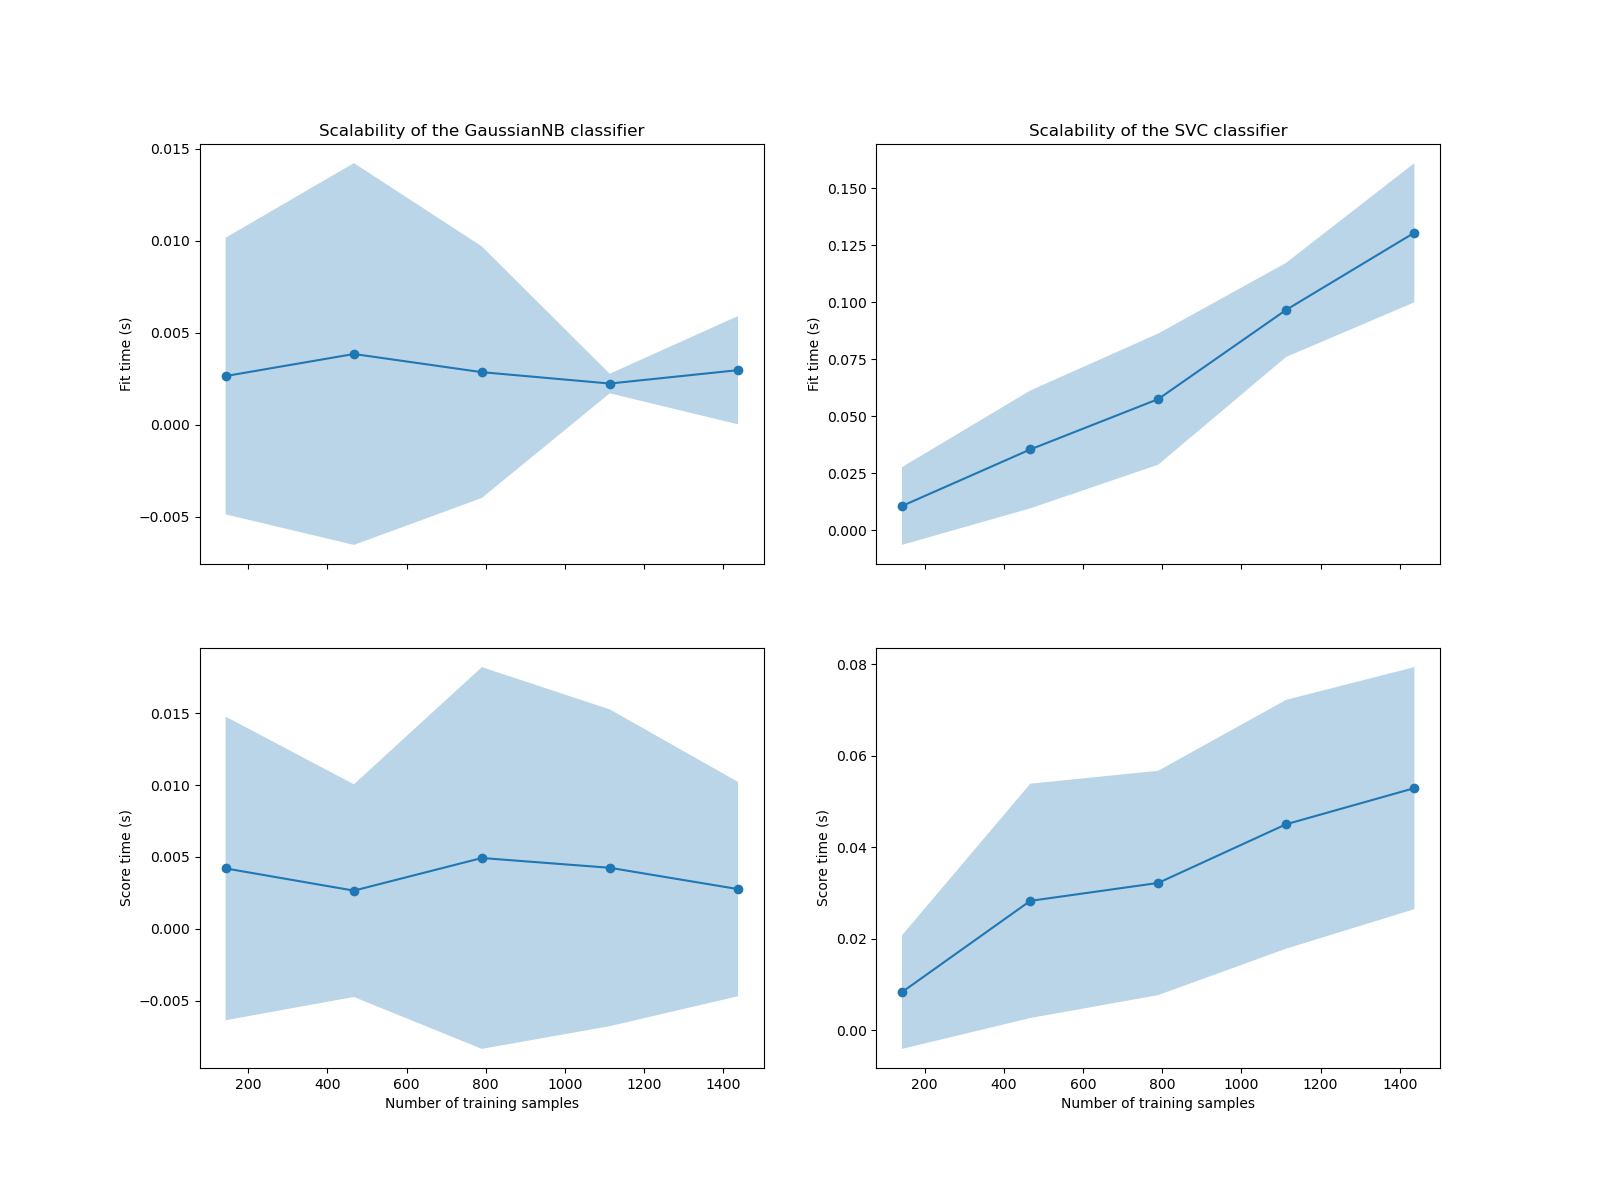 Scalability of the GaussianNB classifier
0.015
0.010
0.005
0.000
−0.005
Fit time (s)
Scalability of the SVC classifier
0.150
0.125
0.100
0.075
0.050
0.025
0.000
Fit time (s)
0.015
0.010
0.005
0.000
−0.005
Score time (s)
200 400 600 800 1000 1200 1400
Number of training samples
0.08
0.06
0.04
0.02
0.00
Score time (s)
200 400 600 800 1000 1200 1400
Number of training samples